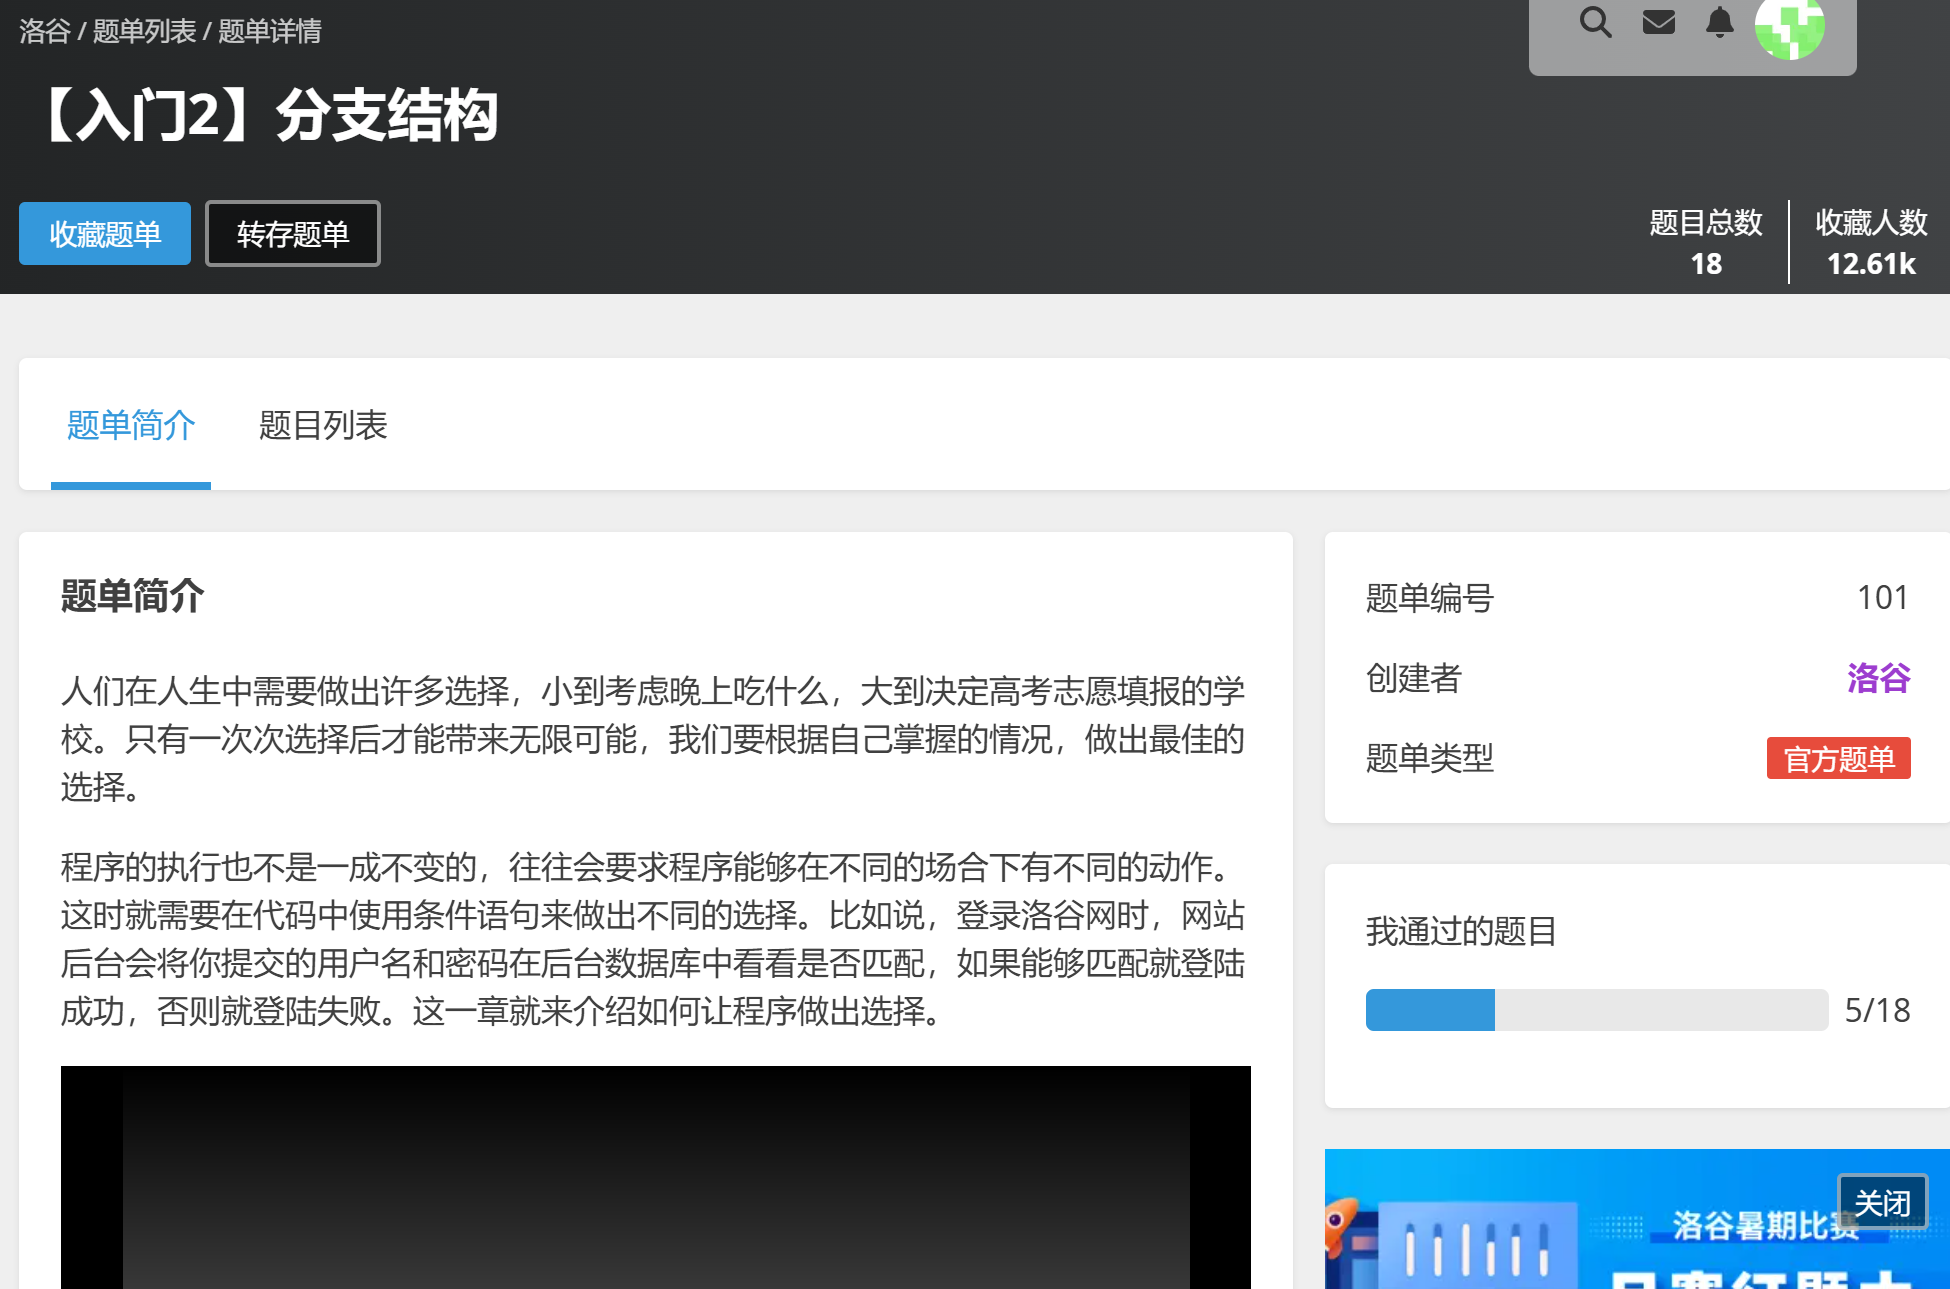 洛谷 / 题单列表 / 题单详情
【入门2】分支结构
收藏题单
转存题单
题目总数
18
收藏人数
12.61k
题单简介
题目列表
题单简介
人们在人生中需要做出许多选择，小到考虑晚上吃什么，大到决定高考志愿填报的学
校。只有一次次选择后才能带来无限可能，我们要根据自己掌握的情况，做出最佳的
选择。
程序的执行也不是一成不变的，往往会要求程序能够在不同的场合下有不同的动作。
这时就需要在代码中使用条件语句来做出不同的选择。比如说，登录洛谷网时，网站
后台会将你提交的用户名和密码在后台数据库中看看是否匹配，如果能够匹配就登陆
成功，否则就登陆失败。这一章就来介绍如何让程序做出选择。
题单编号
101
创建者
洛谷
题单类型
官方题单
我通过的题目
5/18
关闭
洛谷暑期比赛